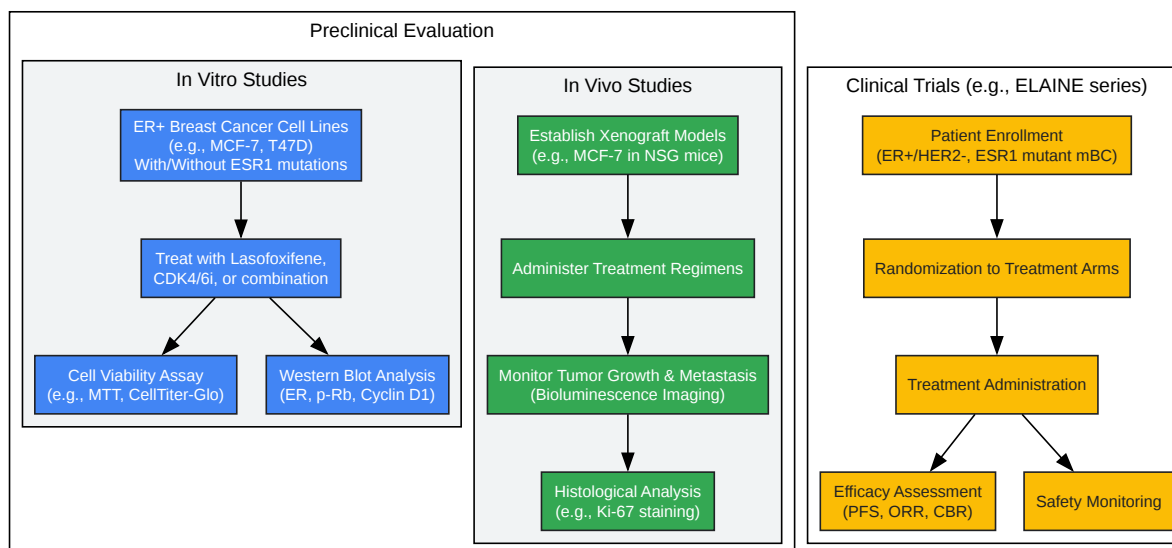 Preclinical Evaluation
In Vitro Studies
ER+ Breast Cancer Cell Lines
(e.g., MCF-7, T47D)
With/Without ESR1 mutations
Treat with Lasofoxifene,
CDK4/6i, or combination
Cell Viability Assay
(e.g., MTT, CellTiter-Glo)
Western Blot Analysis
(ER, p-Rb, Cyclin D1)
In Vivo Studies
Establish Xenograft Models
(e.g., MCF-7 in NSG mice)
Administer Treatment Regimens
Monitor Tumor Growth & Metastasis
(Bioluminescence Imaging)
Histological Analysis
(e.g., Ki-67 staining)
Clinical Trials (e.g., ELAINE series)
Patient Enrollment
(ER+/HER2-, ESR1 mutant mBC)
Randomization to Treatment Arms
Treatment Administration
Efficacy Assessment
(PFS, ORR, CBR)
Safety Monitoring